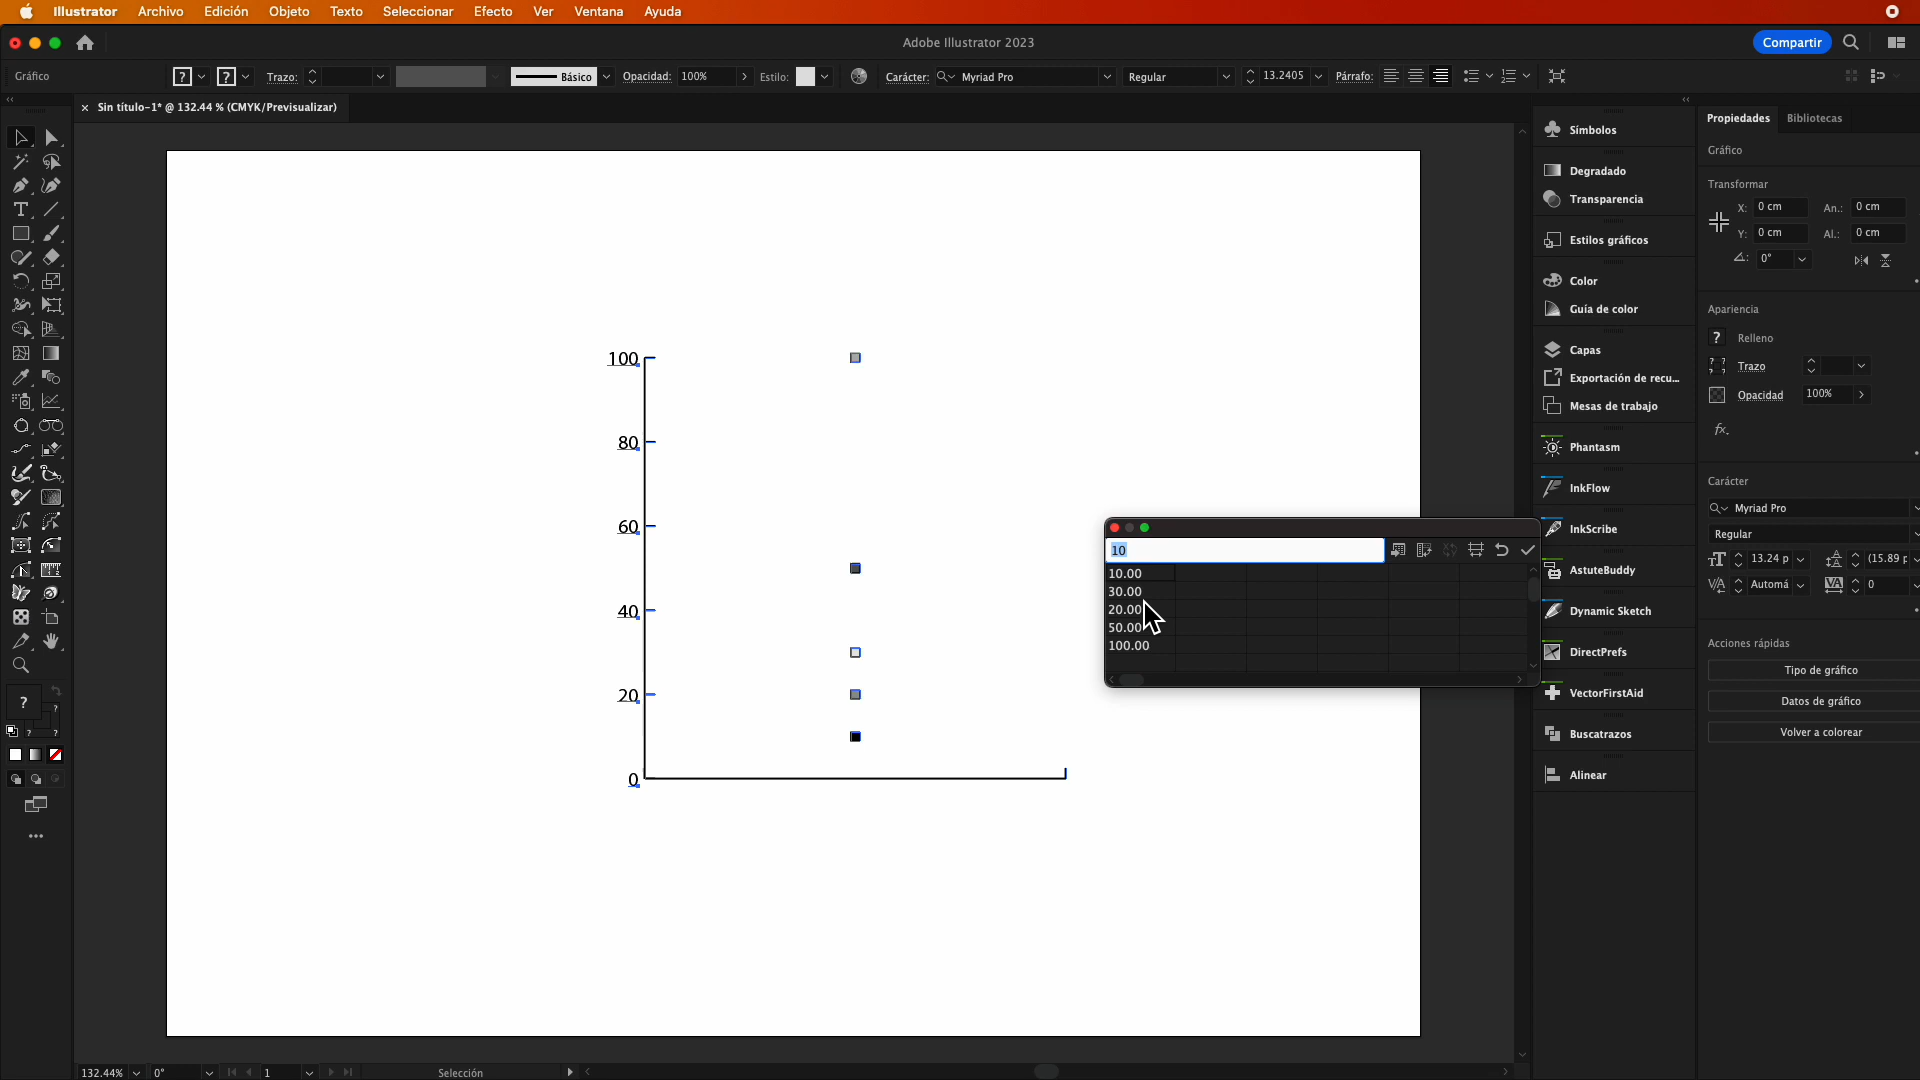 Illustrator Archivo Edición Objeto Texto Seleccionar Efecto Ver Ventana Ayuda
Adobe Illustrator 2023
Compartir
Gráfico ? ? Trazo: Básico Opacidad: 100% Estilo: Carácter: Myriad Pro Regular 13.2405 Párrafo:
× Sin título-1* @ 132.44 % (CMYK/Previsualizar)
100
80
60
40
20
0
10
10.00
30.00
20.00
50.00
100.00
?
?
?
?
Símbolos
Degradado
Transparencia
Estilos gráficos
Color
Guía de color
Capas
Exportación de recu...
Mesas de trabajo
Phantasm
InkFlow
InkScribe
AstuteBuddy
Dynamic Sketch
DirectPrefs
VectorFirstAid
Buscatrazos
Alinear
Propiedades Bibliotecas
Gráfico
Transformar
X: 0 cm An.: 0 cm
Y: 0 cm Al.: 0 cm
0°
Apariencia
? Relleno
Trazo
Opacidad 100%
fx.
Carácter
Myriad Pro
Regular
13.24 p (15.89 p
Automá 0
Acciones rápidas
Tipo de gráfico
Datos de gráfico
Volver a colorear
132.44% 0° 1 Selección